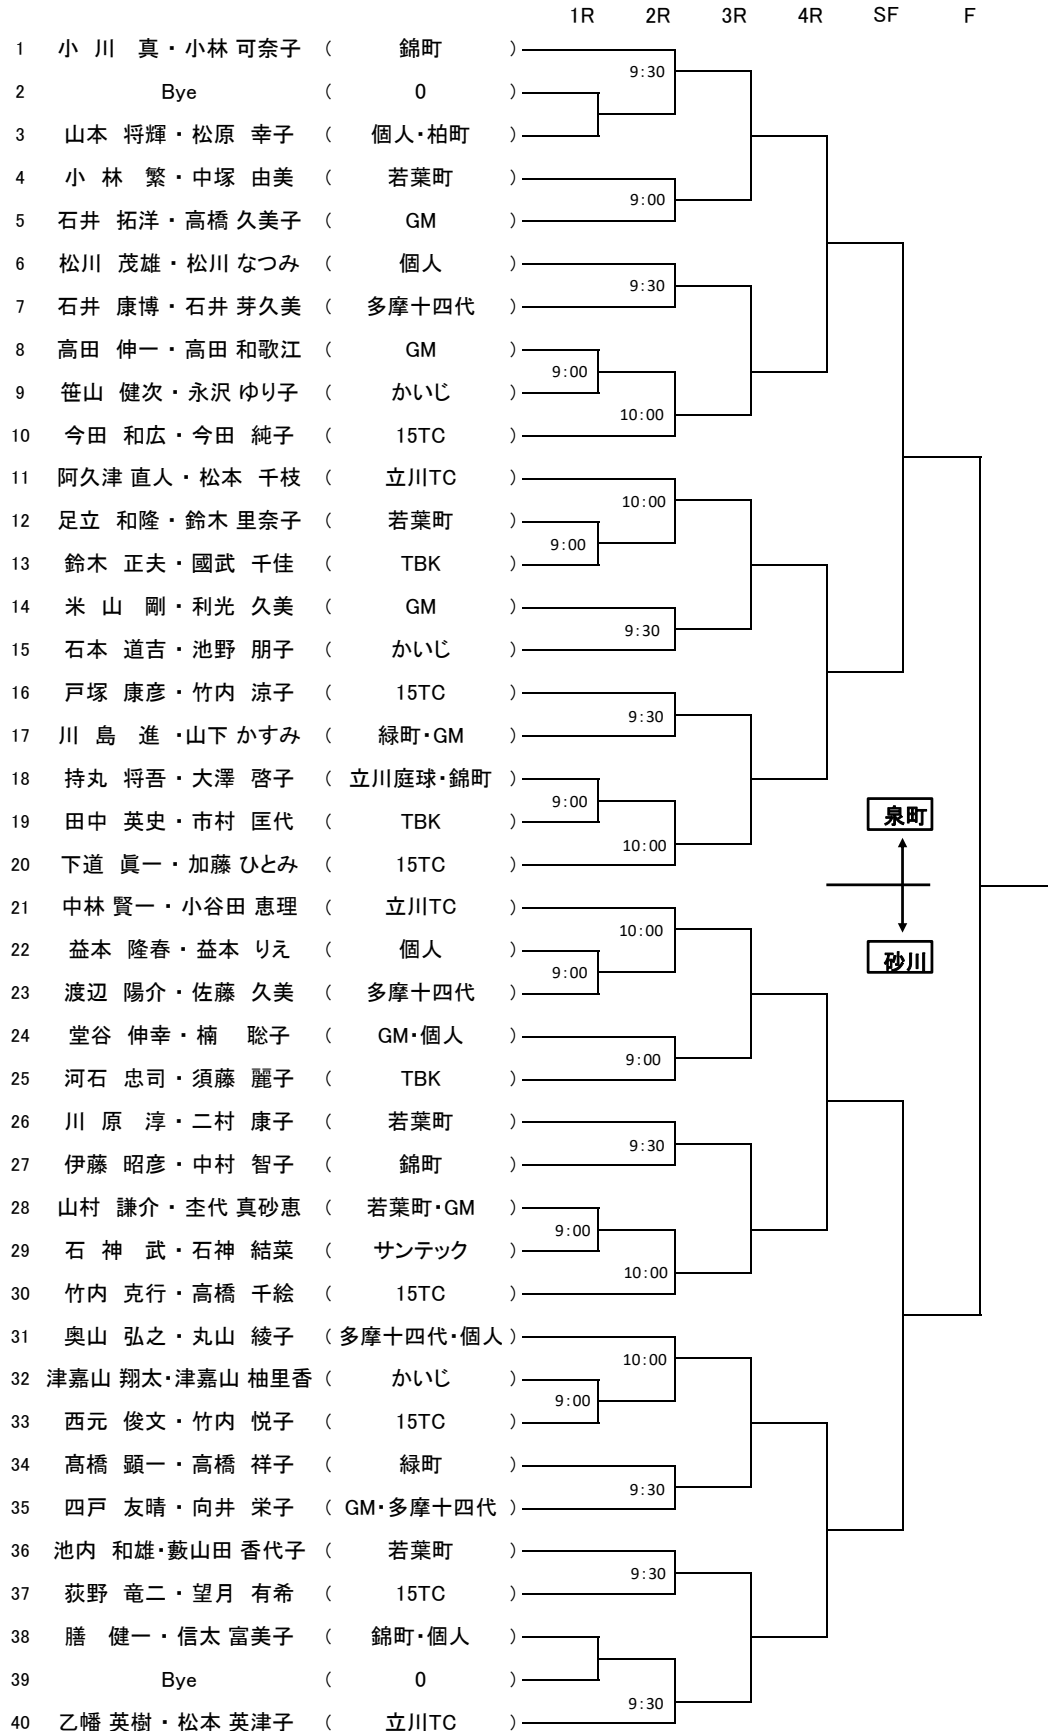 1R 2R 3R 4R SF F
1 小 川 真・小林 可奈子 ( 錦町 )
9:30
2 Bye ( 0 )
3 山本 将輝・松原 幸子 ( 個人・柏町 )
4 小 林 繁・中塚 由美 ( 若葉町 )
9:00
5 石井 拓洋・高橋 久美子 ( GM )
6 松川 茂雄・松川 なつみ ( 個人 )
9:30
7 石井 康博・石井 芽久美 ( 多摩十四代 )
8 高田 伸一・高田 和歌江 ( GM )
9:00
9 笹山 健次・永沢 ゆり子 ( かいじ )
10:00
10 今田 和広・今田 純子 ( 15TC )
11 阿久津 直人・松本 千枝 ( 立川TC )
10:00
12 足立 和隆・鈴木 里奈子 ( 若葉町 )
9:00
13 鈴木 正夫・國武 千佳 ( TBK )
14 米 山 剛・利光 久美 ( GM )
9:30
15 石本 道吉・池野 朋子 ( かいじ )
16 戸塚 康彦・竹内 涼子 ( 15TC )
9:30
17 川 島 進・山下 かすみ ( 緑町・GM )
18 持丸 将吾・大澤 啓子 ( 立川庭球・錦町 )
9:00
19 田中 英史・市村 匡代 ( TBK )
泉町
10:00
20 下道 眞一・加藤 ひとみ ( 15TC )
21 中林 賢一・小谷田 恵理 ( 立川TC )
10:00
22 益本 隆春・益本 りえ ( 個人 )
砂川
9:00
23 渡辺 陽介・佐藤 久美 ( 多摩十四代 )
24 堂谷 伸幸・楠 聡子 ( GM・個人 )
9:00
25 河石 忠司・須藤 麗子 ( TBK )
26 川 原 淳・二村 康子 ( 若葉町 )
9:30
27 伊藤 昭彦・中村 智子 ( 錦町 )
28 山村 謙介・杢代 真砂恵 ( 若葉町・GM )
9:00
29 石 神 武・石神 結菜 ( サンテック )
10:00
30 竹内 克行・高橋 千絵 ( 15TC )
31 奥山 弘之・丸山 綾子 ( 多摩十四代・個人 )
10:00
32 津嘉山 翔太・津嘉山 柚里香 ( かいじ )
9:00
33 西元 俊文・竹内 悦子 ( 15TC )
34 髙橋 顕一・高橋 祥子 ( 緑町 )
9:30
35 四戸 友晴・向井 栄子 ( GM・多摩十四代 )
36 池内 和雄・藪山田 香代子 ( 若葉町 )
9:30
37 荻野 竜二・望月 有希 ( 15TC )
38 膳 健一・信太 富美子 ( 錦町・個人 )
39 Bye ( 0 )
9:30
40 乙幡 英樹・松本 英津子 ( 立川TC )